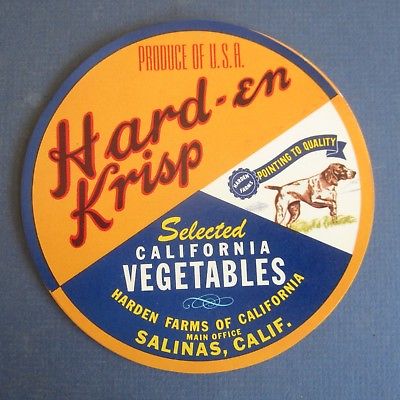 PRODUCE OF U.S.A.
Hard-en
Krisp
POINTING TO QUALITY
HARDEN
FARMS
Selected
CALIFORNIA
VEGETABLES
HARDEN FARMS OF CALIFORNIA
MAIN OFFICE
SALINAS, CALIF.